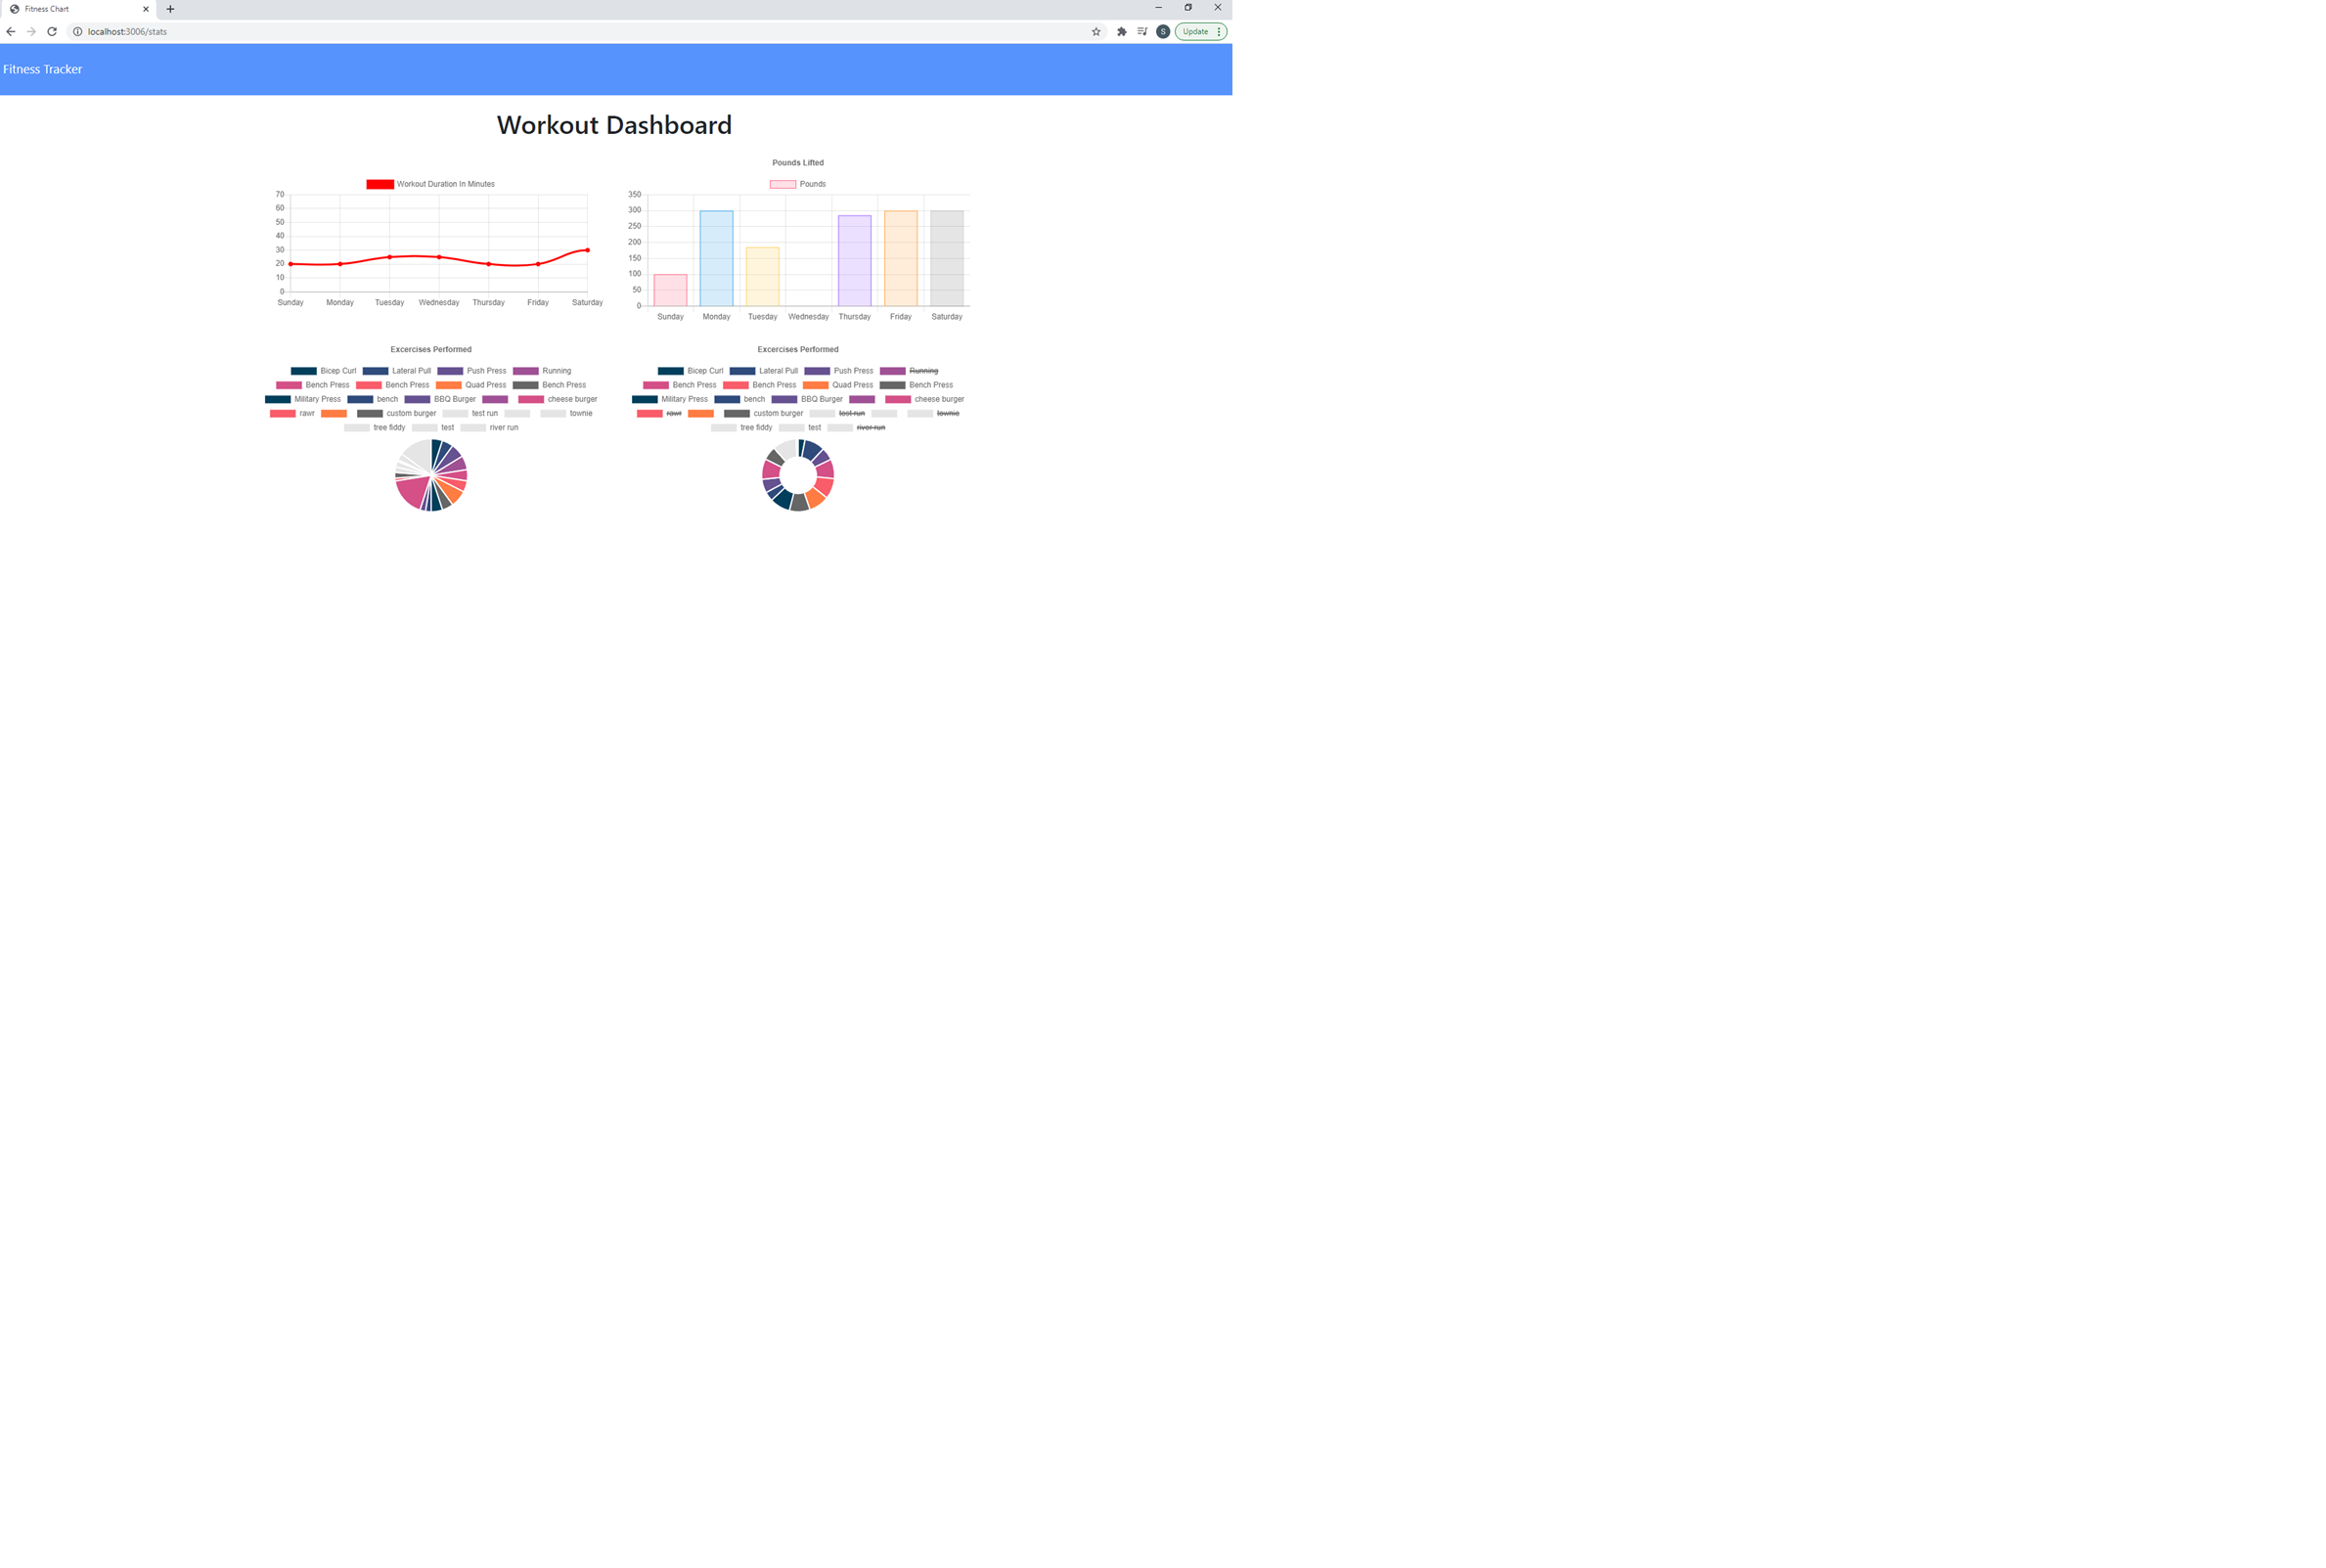 Fitness Chart
localhost:3006/stats
S
Update
Fitness Tracker
Workout Dashboard
Workout Duration In Minutes
70
60
50
40
30
20
10
0
Sunday Monday Tuesday Wednesday Thursday Friday Saturday
Pounds Lifted
Pounds
350
300
250
200
150
100
50
0
Sunday Monday Tuesday Wednesday Thursday Friday Saturday
Excercises Performed
Bicep Curl Lateral Pull Push Press Running
Bench Press Bench Press Quad Press Bench Press
Military Press bench BBQ Burger cheese burger
rawr custom burger test run townie
tree fiddy test river run
Excercises Performed
Bicep Curl Lateral Pull Push Press Running
Bench Press Bench Press Quad Press Bench Press
Military Press bench BBQ Burger cheese burger
rawr custom burger test run townie
tree fiddy test river run